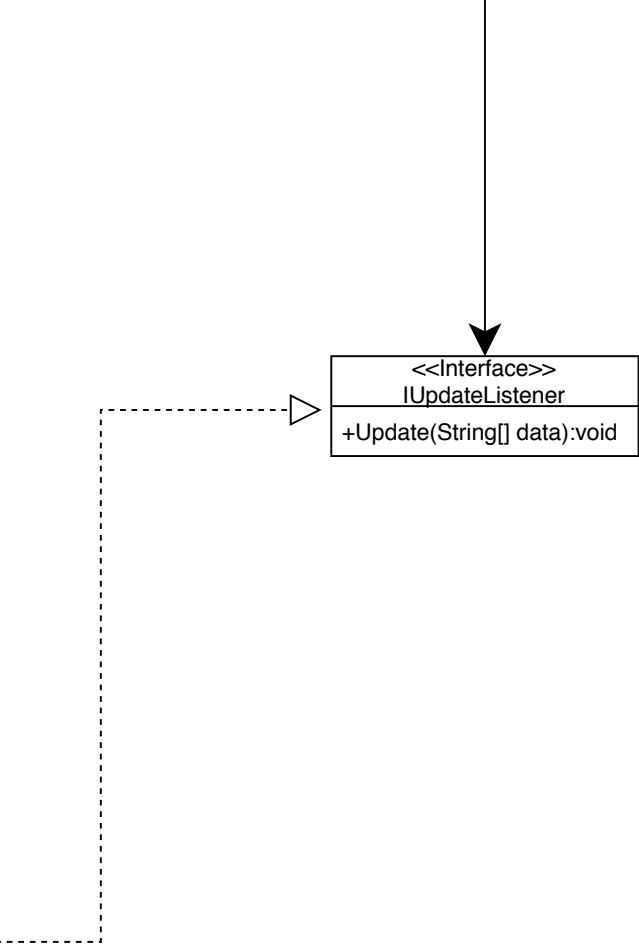 <<Interface>>
IUpdateListener
+Update(String[] data):void